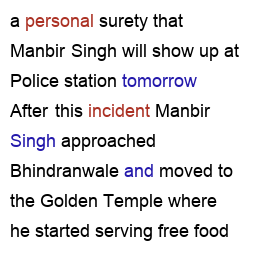 a personal surety that
Manbir Singh will show up at
Police station tomorrow
After this incident Manbir
Singh approached
Bhindranwale and moved to
the Golden Temple where
he started serving free food